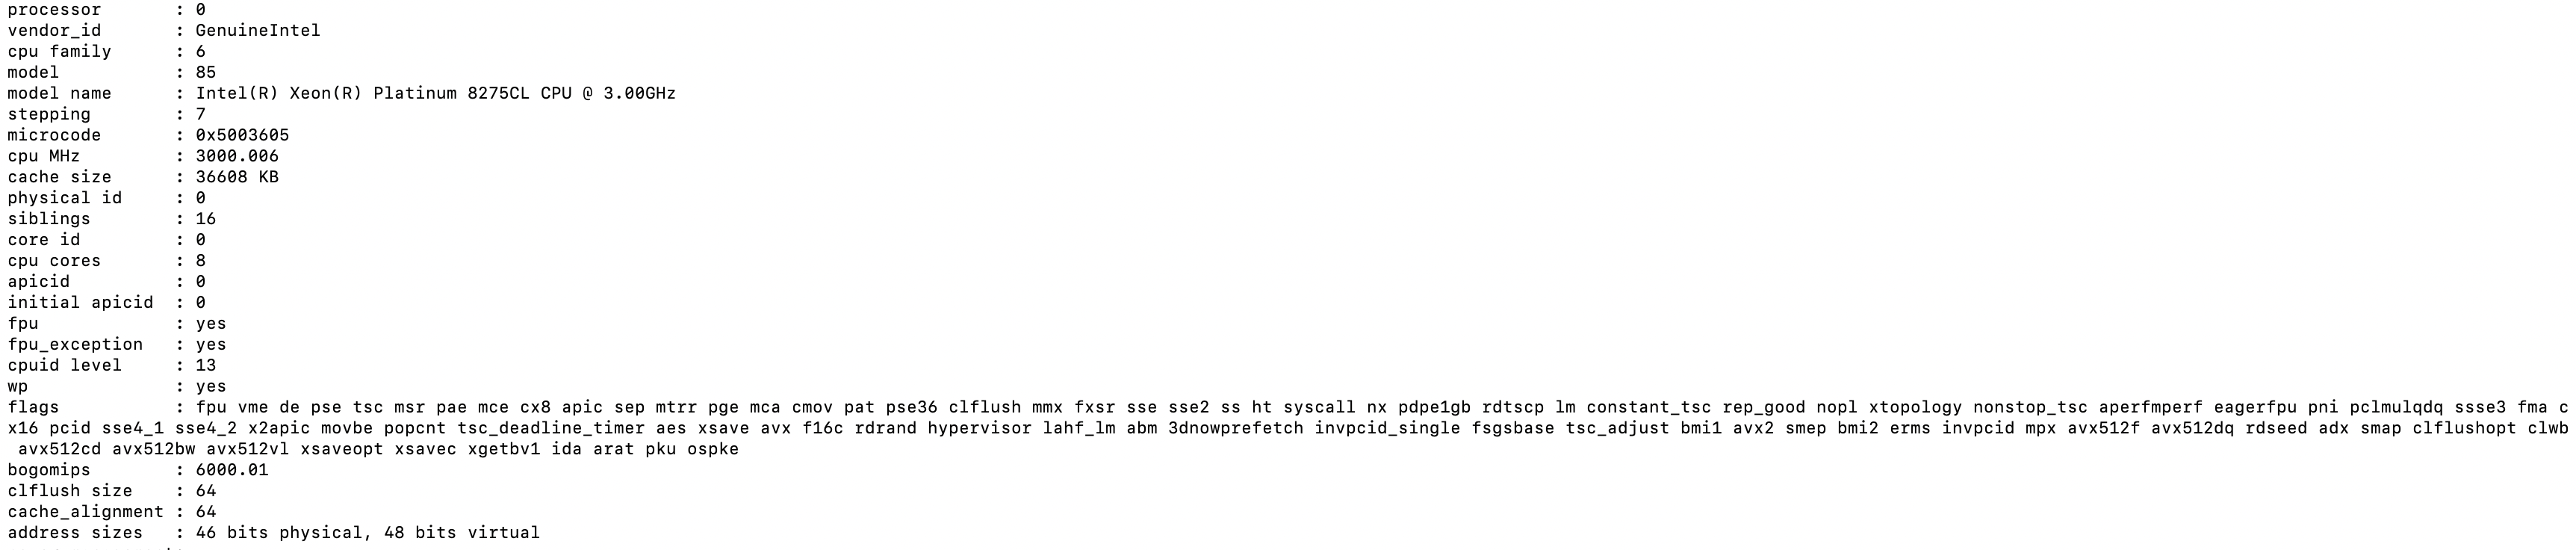 processor       : 0
vendor_id       : GenuineIntel
cpu family      : 6
model           : 85
model name      : Intel(R) Xeon(R) Platinum 8275CL CPU @ 3.00GHz
stepping        : 7
microcode       : 0x5003605
cpu MHz         : 3000.006
cache size      : 36608 KB
physical id     : 0
siblings        : 16
core id         : 0
cpu cores       : 8
apicid          : 0
initial apicid  : 0
fpu             : yes
fpu_exception   : yes
cpuid level     : 13
wp              : yes
flags           : fpu vme de pse tsc msr pae mce cx8 apic sep mtrr pge mca cmov pat pse36 clflush mmx fxsr sse sse2 ss ht syscall nx pdpe1gb rdtscp lm constant_tsc rep_good nopl xtopology nonstop_tsc aperfmperf eagerfpu pni pclmulqdq ssse3 fma c
x16 pcid sse4_1 sse4_2 x2apic movbe popcnt tsc_deadline_timer aes xsave avx f16c rdrand hypervisor lahf_lm abm 3dnowprefetch invpcid_single fsgsbase tsc_adjust bmi1 avx2 smep bmi2 erms invpcid mpx avx512f avx512dq rdseed adx smap clflushopt clwb
 avx512cd avx512bw avx512vl xsaveopt xsavec xgetbv1 ida arat pku ospke
bogomips        : 6000.01
clflush size    : 64
cache_alignment : 64
address sizes   : 46 bits physical, 48 bits virtual